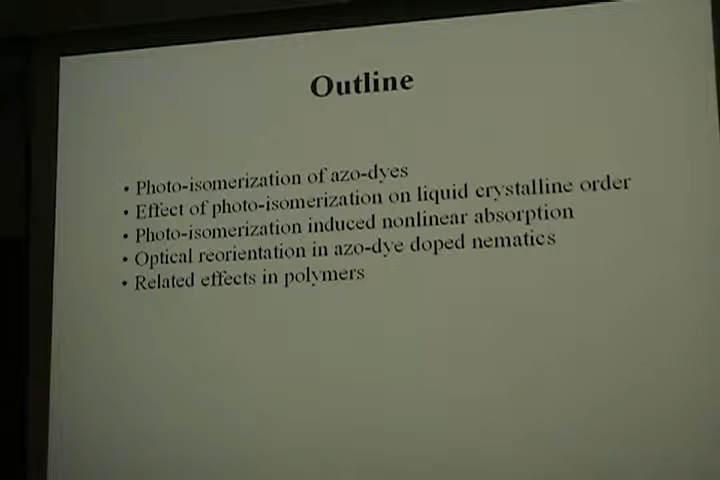 Outline
• Photo-isomerization of azo-dyes
• Effect of photo-isomerization on liquid crystalline order
• Photo-isomerization induced nonlinear absorption
• Optical reorientation in azo-dye doped nematics
• Related effects in polymers